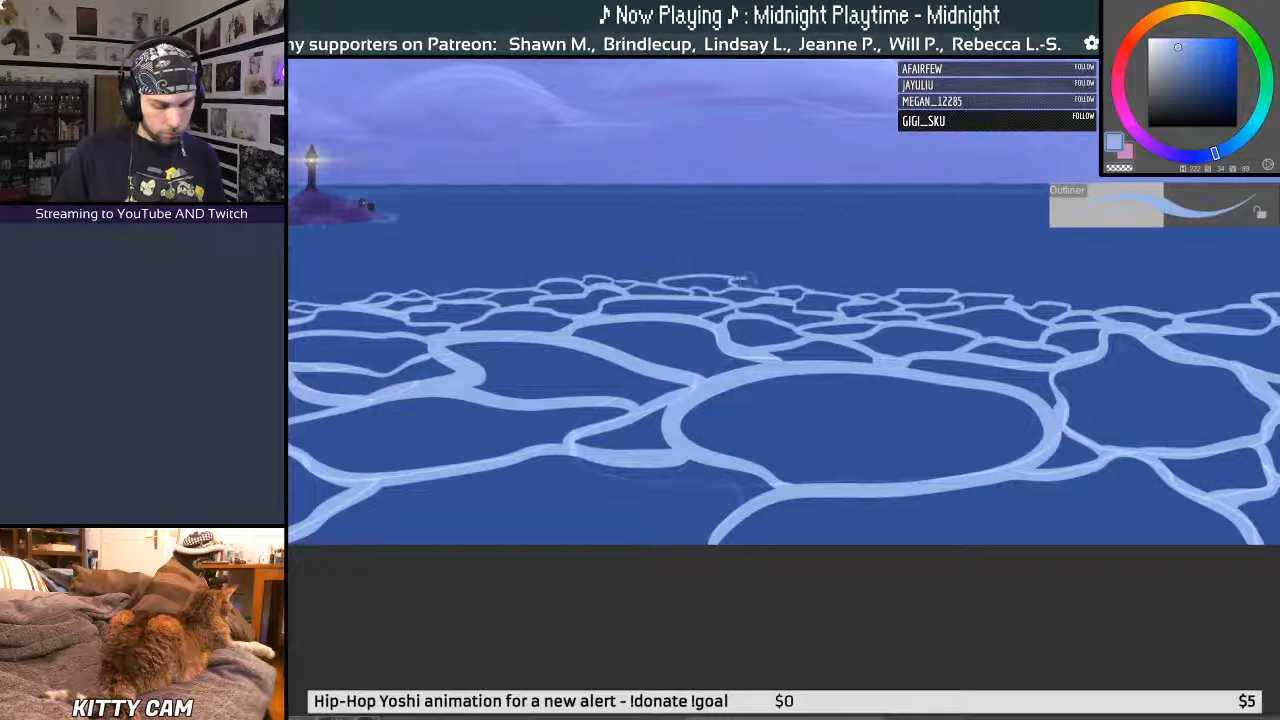 ♪ Now Playing ♪ : Midnight Playtime - Midnight
ny supporters on Patreon: Shawn M., Brindlecup, Lindsay L., Jeanne P., Will P., Rebecca L.-S.
AFAIRFEW FOLLOW
JAYULIU FOLLOW
MEGAN_12285 FOLLOW
GIGI_SKU FOLLOW
Outliner
Streaming to YouTube AND Twitch
KITTY CAM
Hip-Hop Yoshi animation for a new alert - !donate !goal $0 $5